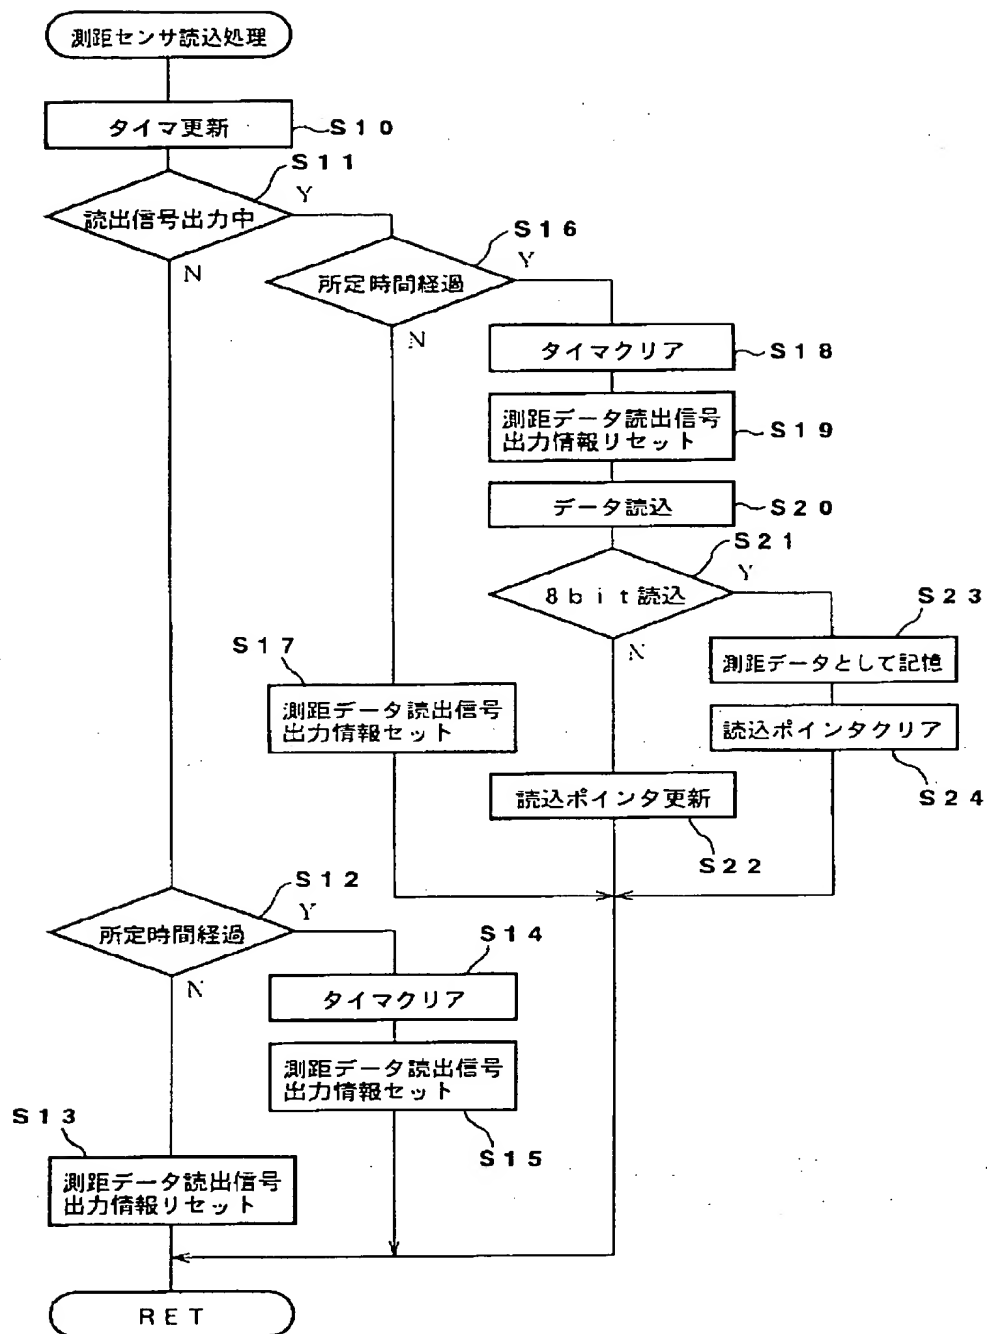 測距センサ読込処理
タイマ更新
S10
S11
読出信号出力中
Y
N
S16
所定時間経過
Y
N
タイマクリア
S18
測距データ読出信号
出力情報リセット
S19
データ読込
S20
S21
8bit読込
Y
N
S23
測距データとして記憶
読込ポインタクリア
S24
S17
測距データ読出信号
出力情報セット
読込ポインタ更新
S22
S12
所定時間経過
Y
N
S14
タイマクリア
測距データ読出信号
出力情報セット
S15
S13
測距データ読出信号
出力情報リセット
RET